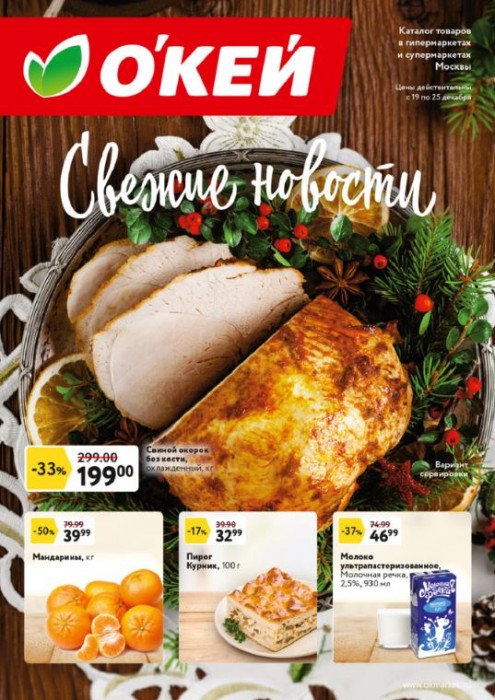 О'КЕЙ
Каталог товаров
в гипермаркетах
и супермаркетах
Москвы
Цены действительны
с 19 по 25 декабря
Свежие новости
-33%
299.00
199 00
Свиной окорок
без кости,
охлажденный, кг
Вариант
сервировки
-50%
79.99
39 99
Мандарины, кг
-17%
39.90
32 99
Пирог
Курник, 100 г
-37%
74.99
46 99
Молоко
ультрапастеризованное,
Молочная речка,
2,5%, 930 мл
Молочная
речка